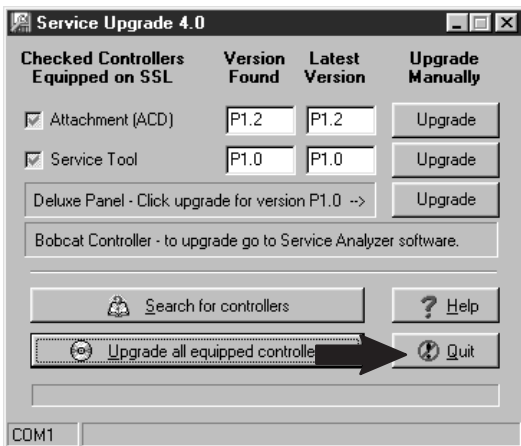 Service Upgrade 4.0
Checked Controllers Equipped on SSL
Version Found
Latest Version
Upgrade Manually
Attachment (ACD) P1.2 P1.2 Upgrade
Service Tool P1.0 P1.0 Upgrade
Deluxe Panel - Click upgrade for version P1.0 --> Upgrade
Bobcat Controller - to upgrade go to Service Analyzer software.
Search for controllers Help
Upgrade all equipped Quit
COM1